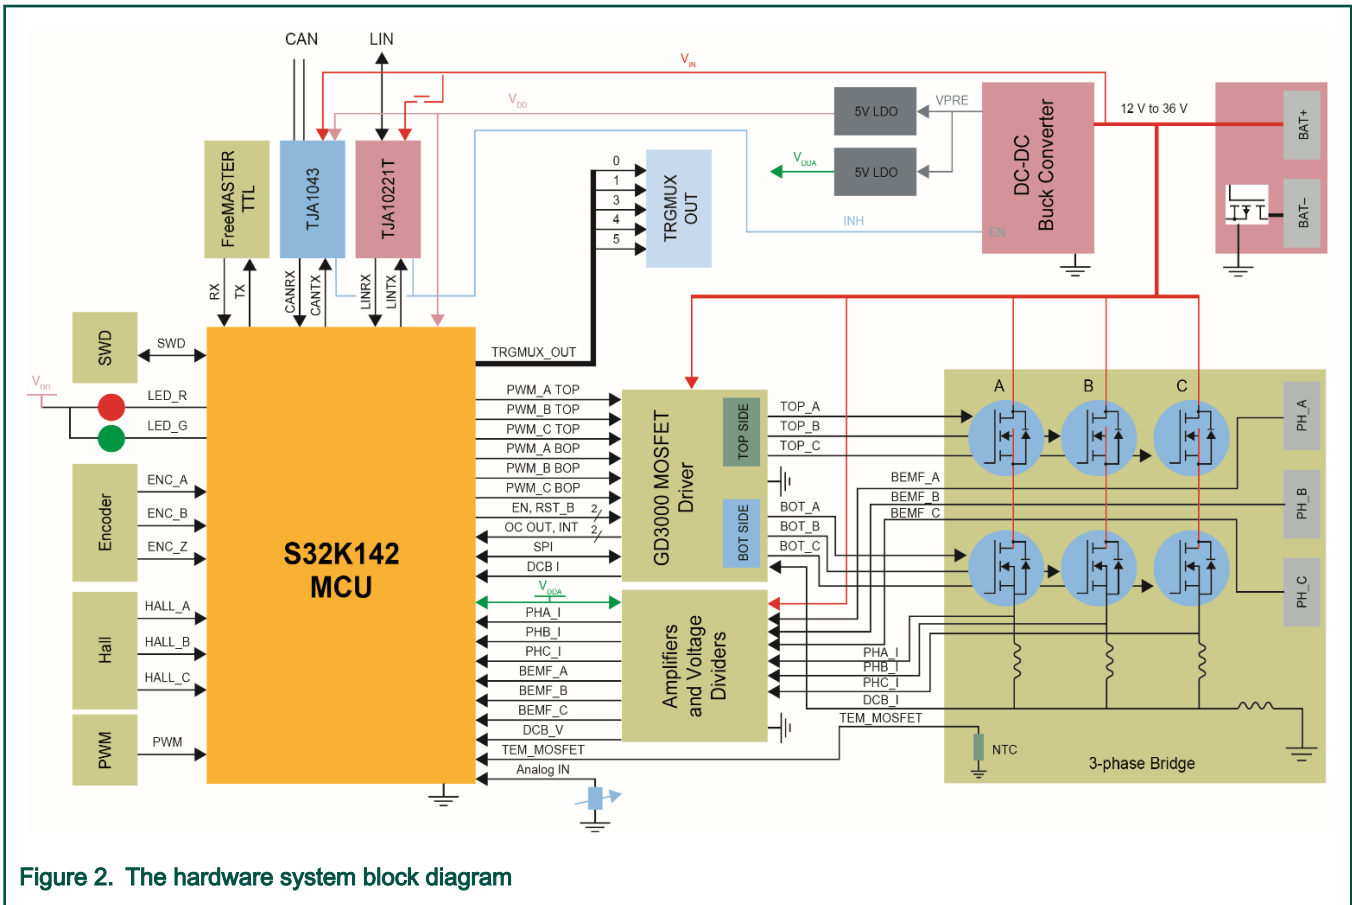 CAN
LIN
VIN
VDD
5V LDO
VPRE
VDDA
5V LDO
DC-DC
Buck Converter
EN
INH
12 V to 36 V
BAT+
BAT–
FreeMASTER
TTL
TJA1043
TJA10221T
0
1
3
4
5
TRGMUX
OUT
RX
TX
CANRX
CANTX
LINRX
LINTX
SWD
SWD
VDD
LED_R
LED_G
Encoder
ENC_A
ENC_B
ENC_Z
Hall
HALL_A
HALL_B
HALL_C
PWM
PWM
S32K142
MCU
TRGMUX_OUT
PWM_A TOP
PWM_B TOP
PWM_C TOP
PWM_A BOP
PWM_B BOP
PWM_C BOP
EN, RST_B
2
OC OUT, INT
2
SPI
DCB I
VDDA
PHA_I
PHB_I
PHC_I
BEMF_A
BEMF_B
BEMF_C
DCB_V
TEM_MOSFET
Analog IN
GD3000 MOSFET
Driver
TOP SIDE
BOT SIDE
Amplifiers
and Voltage
Dividers
TOP_A
TOP_B
TOP_C
BOT_A
BOT_B
BOT_C
BEMF_A
BEMF_B
BEMF_C
PHA_I
PHB_I
PHC_I
DCB_I
TEM_MOSFET
A
B
C
PH_A
PH_B
PH_C
NTC
3-phase Bridge
Figure 2. The hardware system block diagram